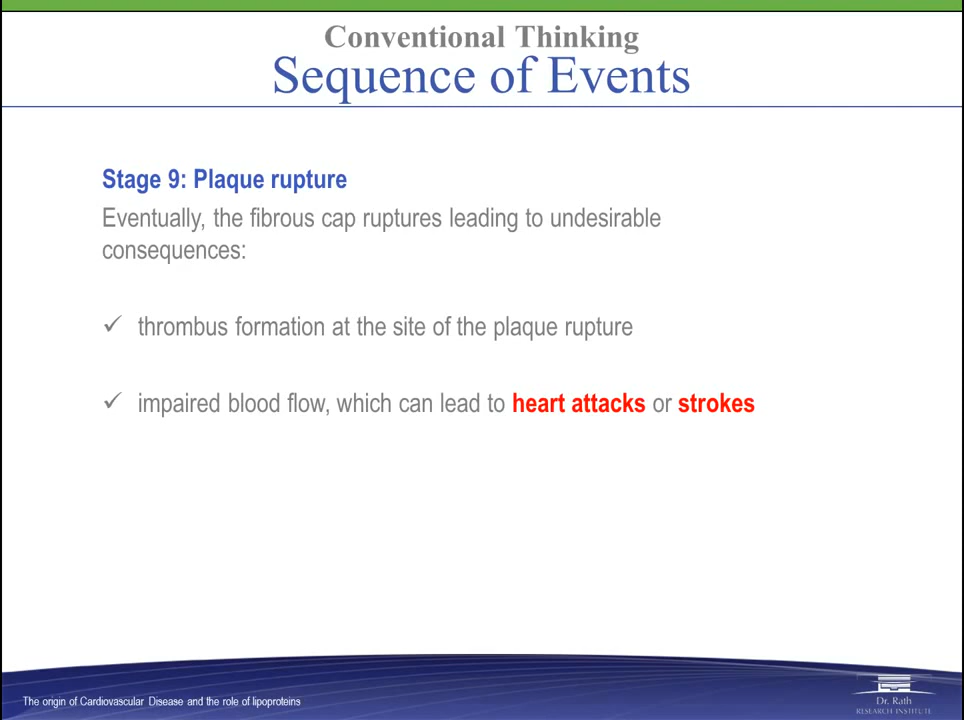 Conventional Thinking
Sequence of Events
Stage 9: Plaque rupture
Eventually, the fibrous cap ruptures leading to undesirable
consequences:
✓ thrombus formation at the site of the plaque rupture
✓ impaired blood flow, which can lead to heart attacks or strokes
The origin of Cardiovascular Disease and the role of lipoproteins
Dr. Rath
RESEARCH INSTITUTE